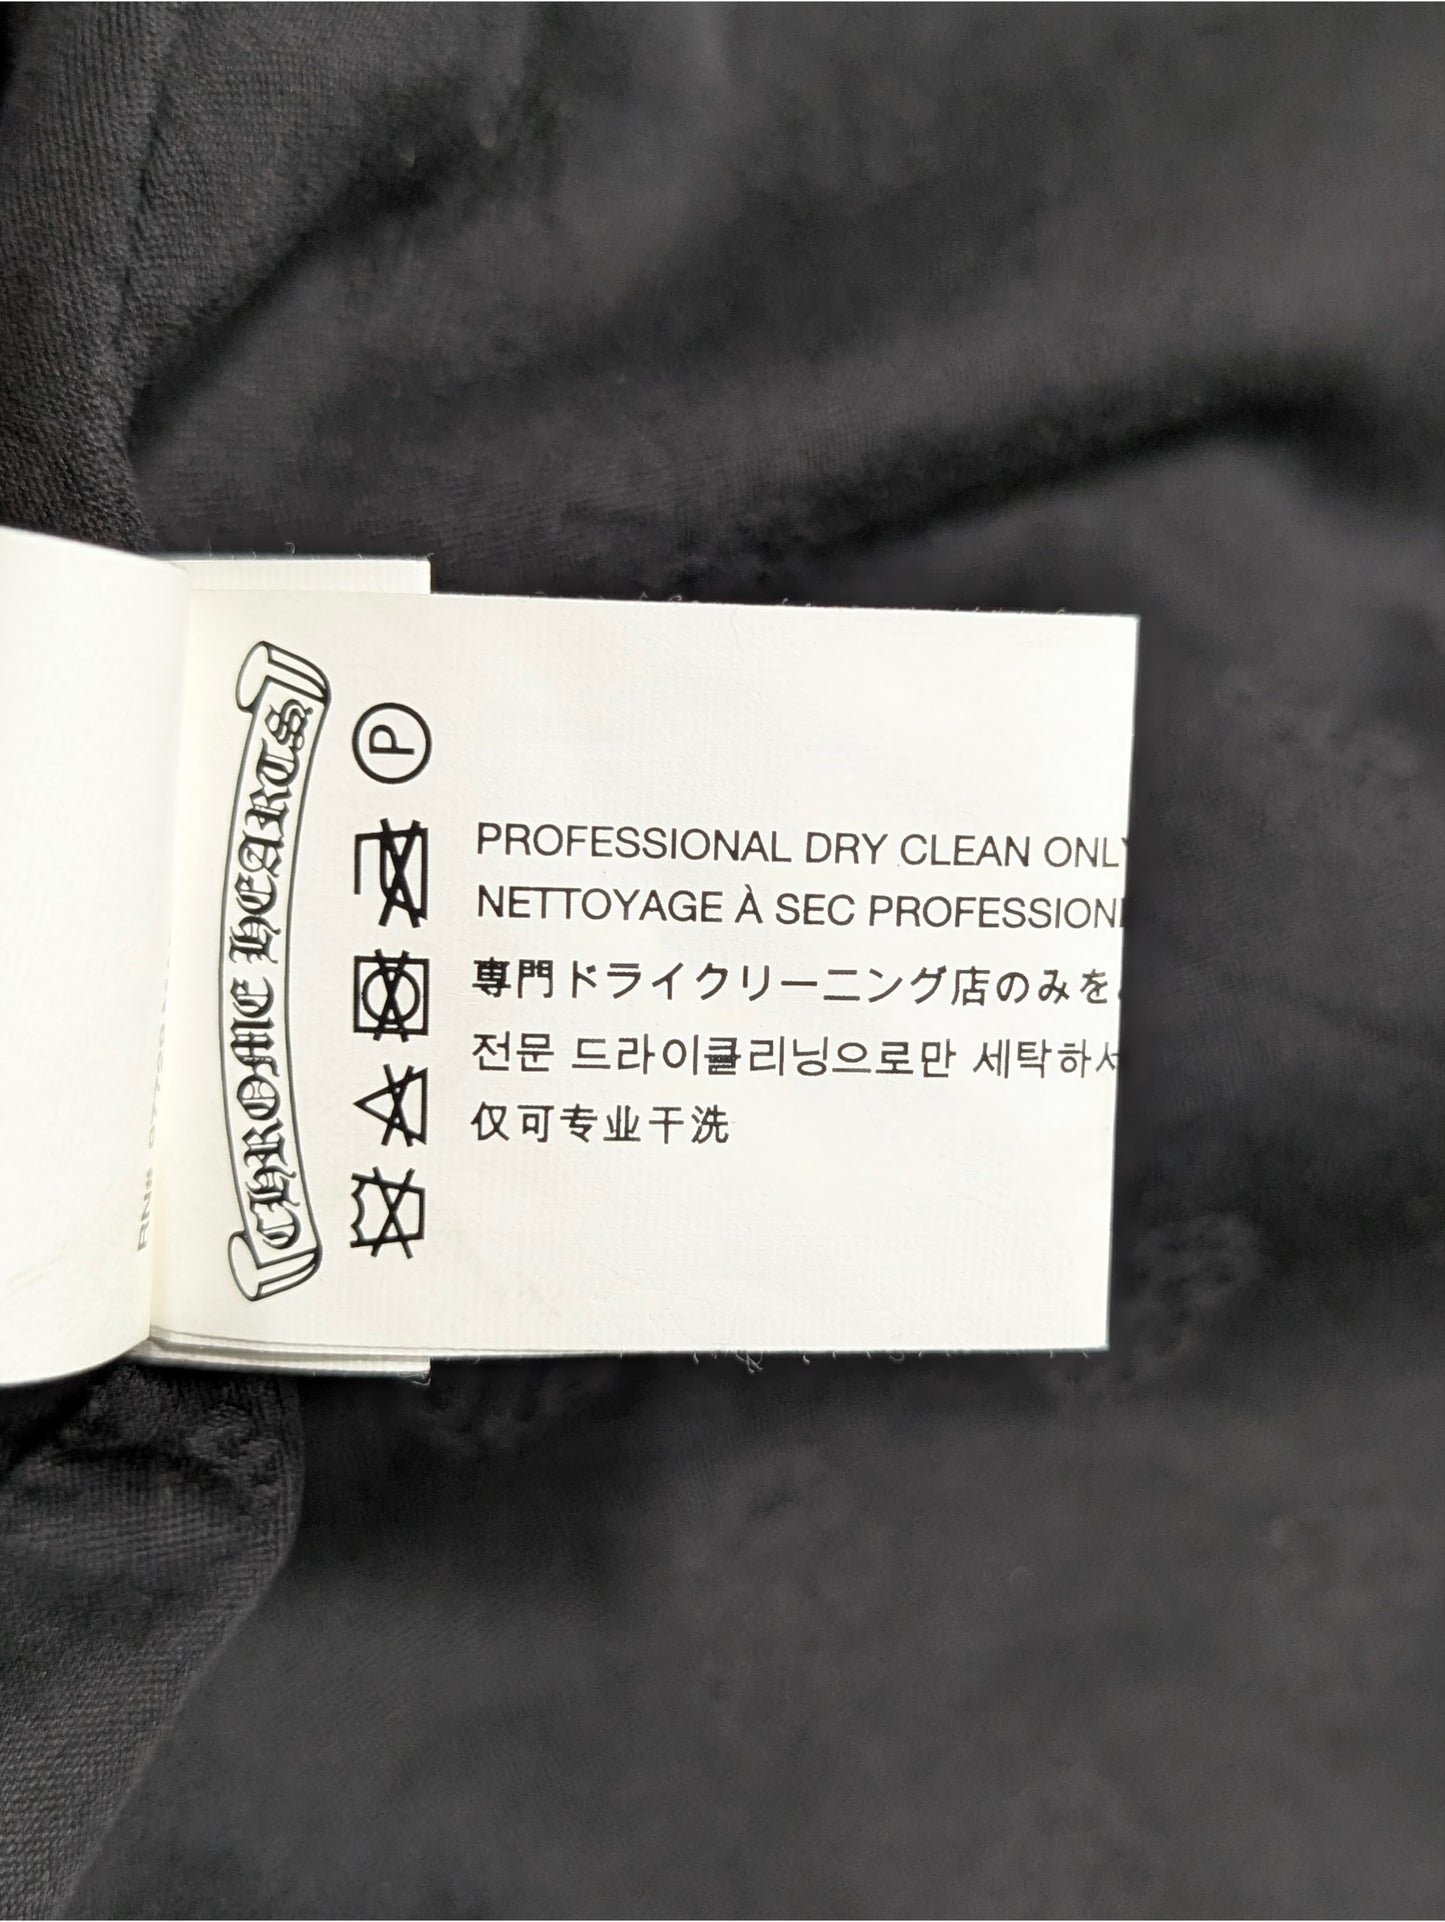 CHROME HEARTS
P
PROFESSIONAL DRY CLEAN ONLY
NETTOYAGE À SEC PROFESSION
専門ドライクリーニング店のみを
전문 드라이클리닝으로만 세탁하
仅可专业干洗
RN#